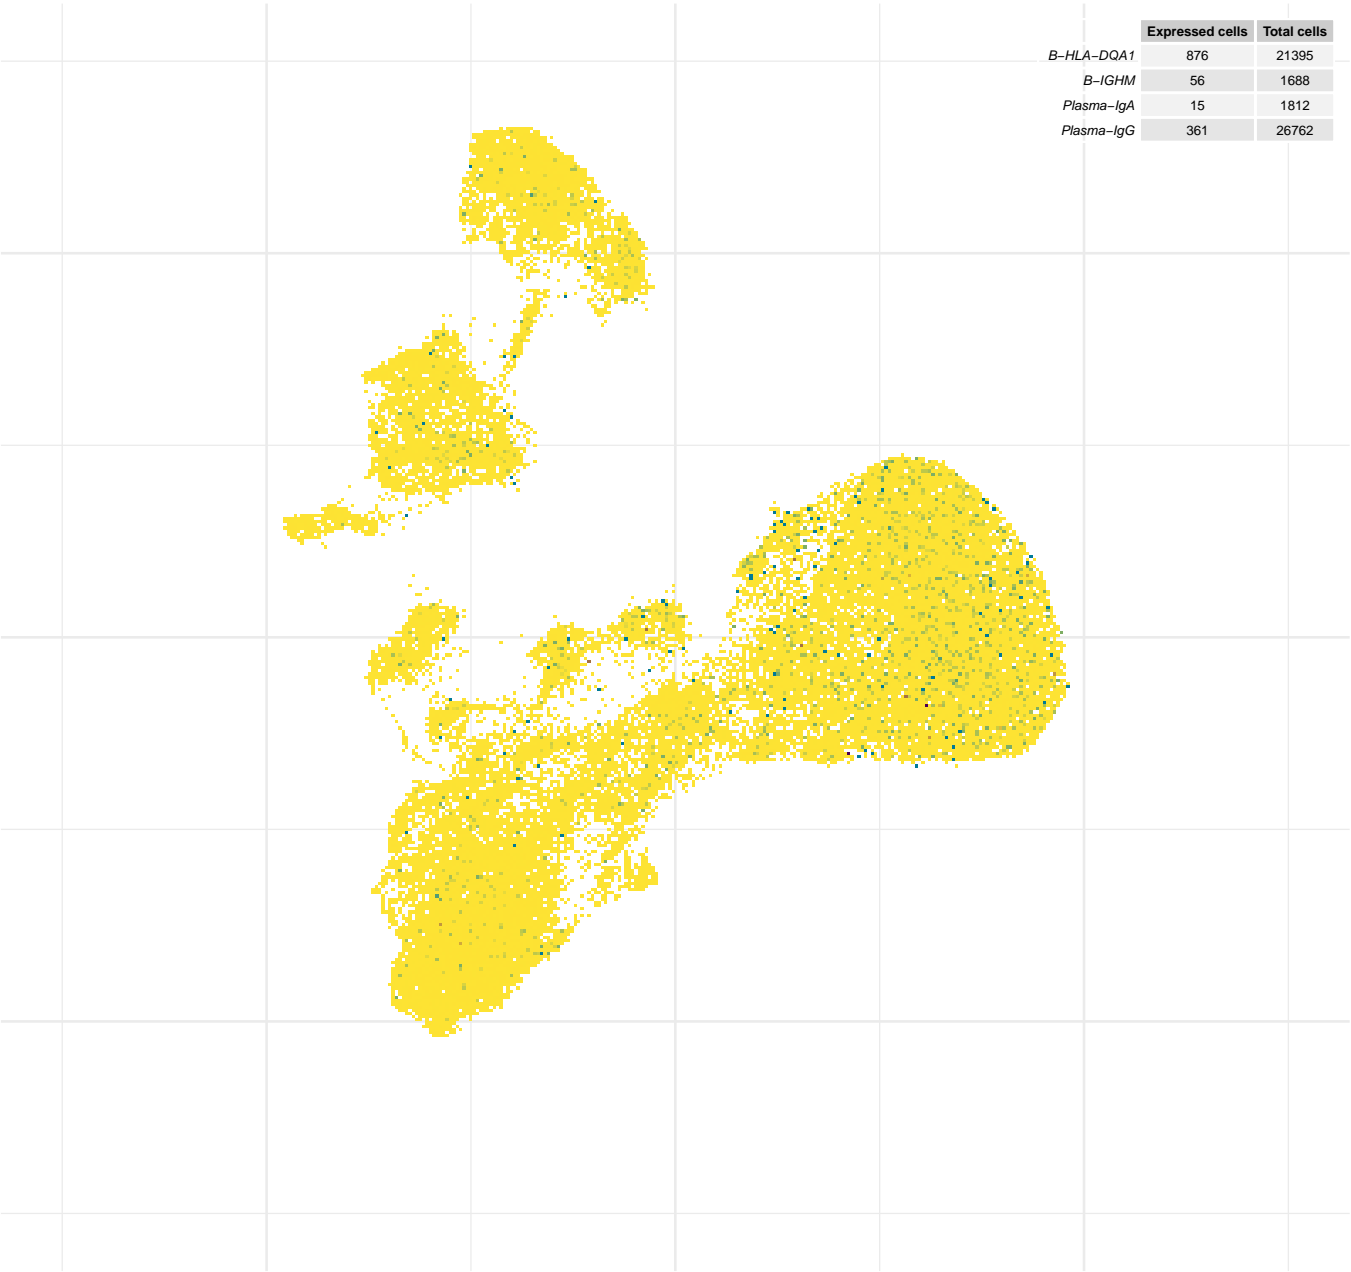 Expressed cells Total cells
B−HLA−DQA1 876 21395
B−IGHM 56 1688
Plasma−IgA 15 1812
Plasma−IgG 361 26762